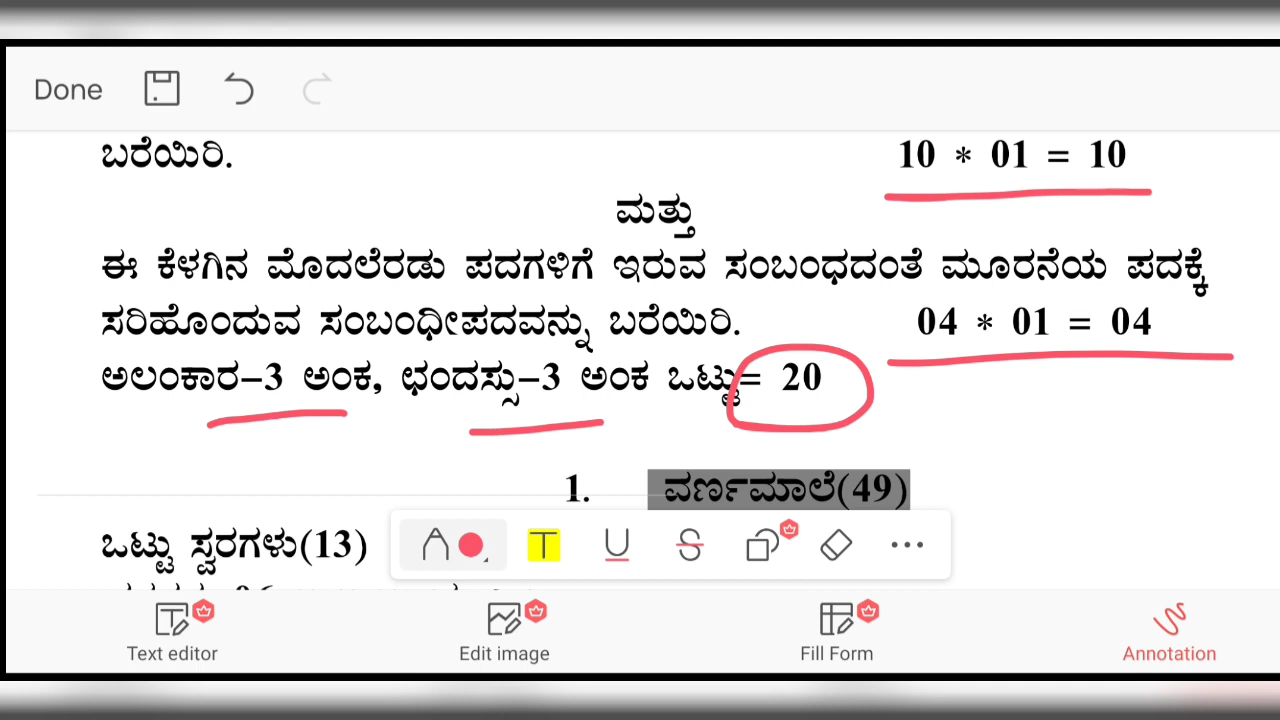 Done
ಬರೆಯಿರಿ. 10 * 01 = 10
ಮತ್ತು
ಈ ಕೆಳಗಿನ ಮೊದಲೆರಡು ಪದಗಳಿಗೆ ಇರುವ ಸಂಬಂಧದಂತೆ ಮೂರನೆಯ ಪದಕ್ಕೆ
ಸರಿಹೊಂದುವ ಸಂಬಂಧೀಪದವನ್ನು ಬರೆಯಿರಿ. 04 * 01 = 04
ಅಲಂಕಾರ-3 ಅಂಕ, ಛಂದಸ್ಸು-3 ಅಂಕ ಒಟ್ಟು= 20
1. ವರ್ಣಮಾಲೆ(49)
ಒಟ್ಟು ಸ್ವರಗಳು(13)
Text editor Edit image Fill Form Annotation